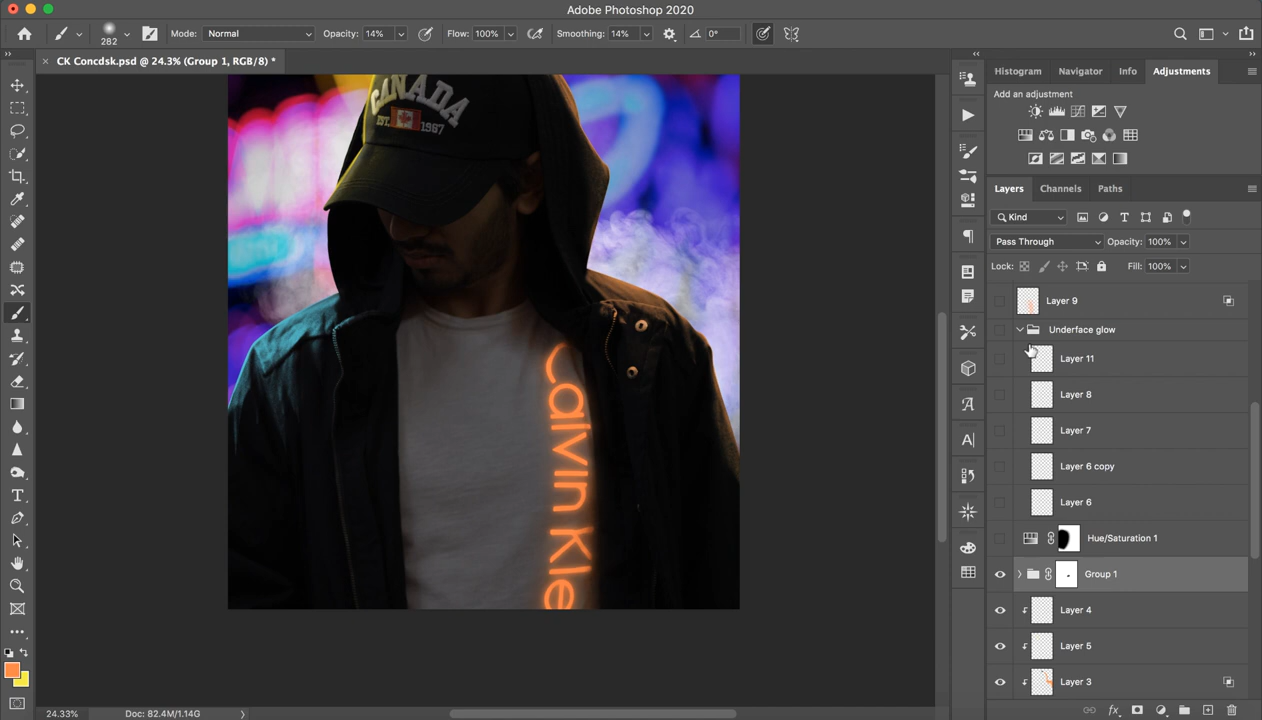 Adobe Photoshop 2020
282
Mode: Normal Opacity: 14% Flow: 100% Smoothing: 14% 0°
CK Concdsk.psd @ 24.3% (Group 1, RGB/8) *
Histogram Navigator Info Adjustments
Add an adjustment
Layers Channels Paths
Kind
Pass Through Opacity: 100%
Lock: Fill: 100%
Layer 9
Underface glow
Layer 11
Layer 8
Layer 7
Layer 6 copy
Layer 6
Hue/Saturation 1
Group 1
Layer 4
Layer 5
Layer 3
CANADA
EST. 1967
Calvin Kle
24.33% Doc: 82.4M/1.14G